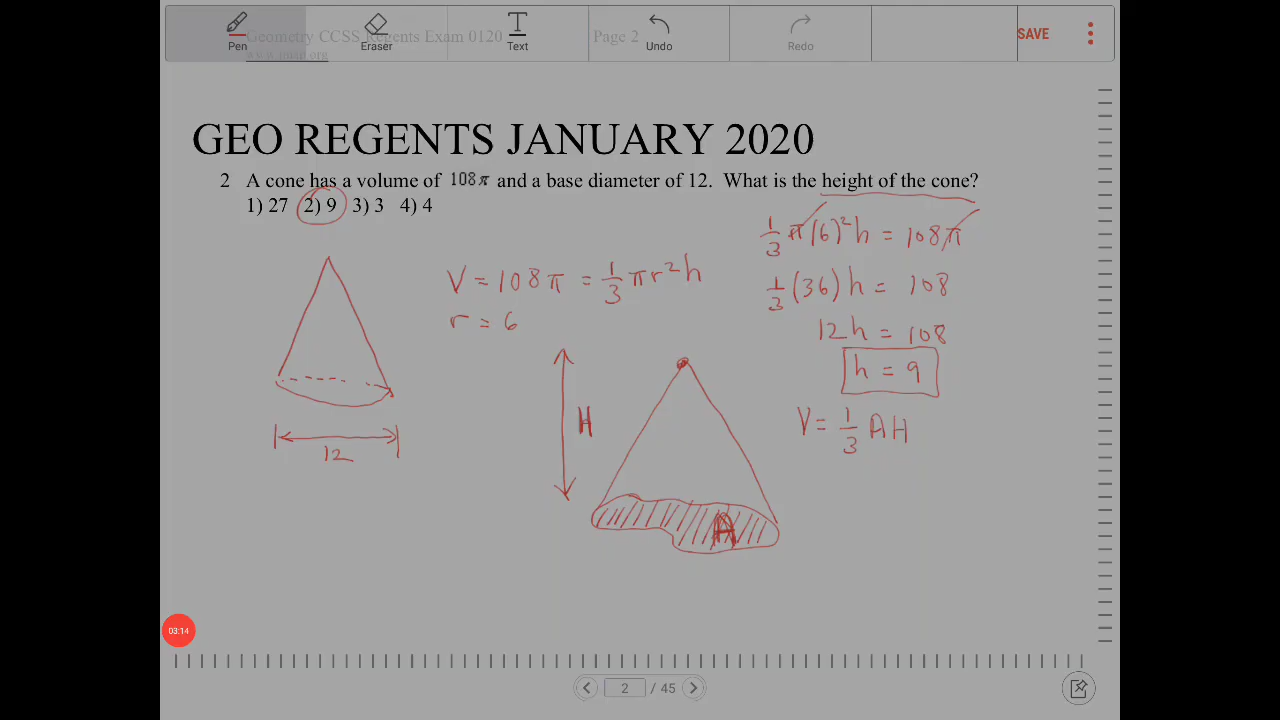 Pen
Eraser
Text
Undo
Redo
SAVE
Geometry CCSS Regents Exam 0120
Page 2
GEO REGENTS JANUARY 2020
2 A cone has a volume of 108π and a base diameter of 12. What is the height of the cone?
1) 27 2) 9 3) 3 4) 4
V = 108π = 1/3 πr²h
r = 6
1/3 π(6)²h = 108π
1/3 (36)h = 108
12h = 108
h = 9
V = 1/3 AH
12
H
A
03:14
2 / 45